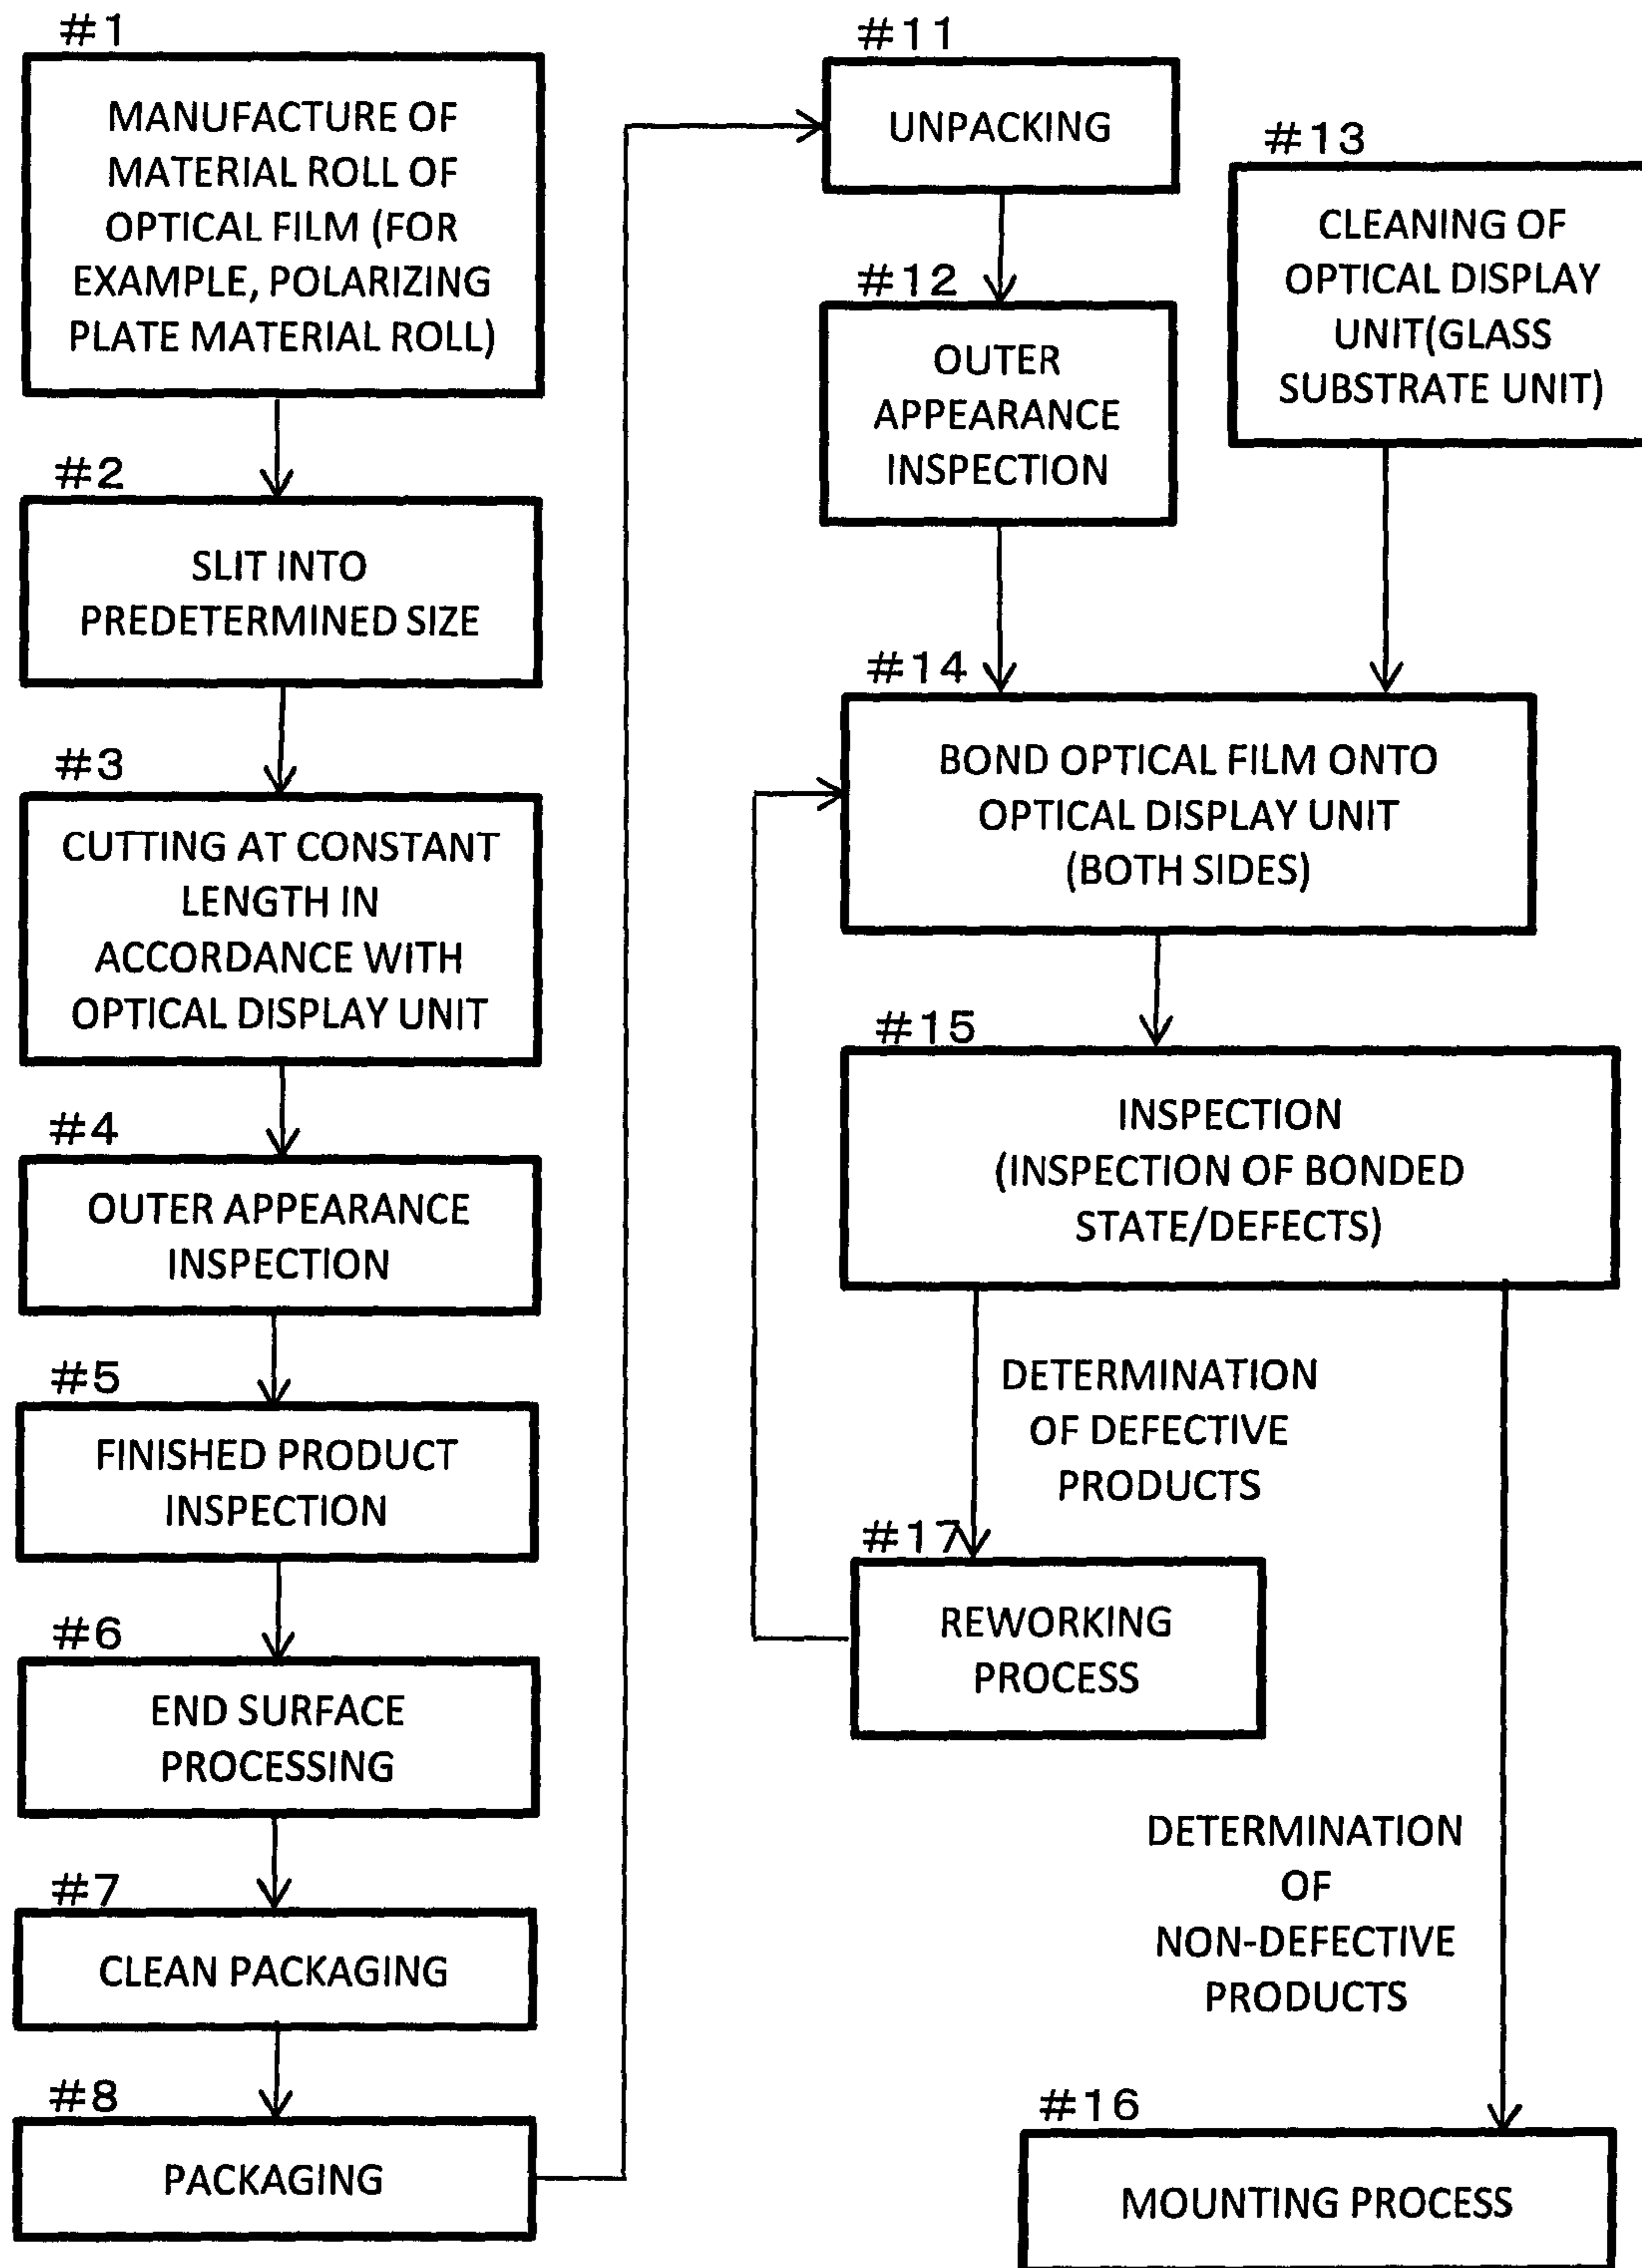 #1
MANUFACTURE OF
MATERIAL ROLL OF
OPTICAL FILM (FOR
EXAMPLE, POLARIZING
PLATE MATERIAL ROLL)
#2
SLIT INTO
PREDETERMINED SIZE
#3
CUTTING AT CONSTANT
LENGTH IN
ACCORDANCE WITH
OPTICAL DISPLAY UNIT
#4
OUTER APPEARANCE
INSPECTION
#5
FINISHED PRODUCT
INSPECTION
#6
END SURFACE
PROCESSING
#7
CLEAN PACKAGING
#8
PACKAGING
#11
UNPACKING
#12
OUTER
APPEARANCE
INSPECTION
#13
CLEANING OF
OPTICAL DISPLAY
UNIT(GLASS
SUBSTRATE UNIT)
#14
BOND OPTICAL FILM ONTO
OPTICAL DISPLAY UNIT
(BOTH SIDES)
#15
INSPECTION
(INSPECTION OF BONDED
STATE/DEFECTS)
DETERMINATION
OF DEFECTIVE
PRODUCTS
#17
REWORKING
PROCESS
DETERMINATION
OF
NON-DEFECTIVE
PRODUCTS
#16
MOUNTING PROCESS